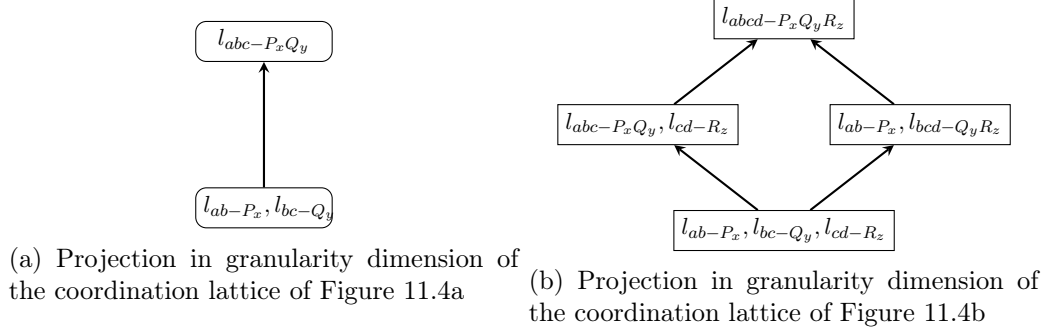 l_{abc−P_xQ_y}
l_{ab−P_x}, l_{bc−Q_y}
(a) Projection in granularity dimension of
the coordination lattice of Figure 11.4a
l_{abcd−P_xQ_yR_z}
l_{abc−P_xQ_y}, l_{cd−R_z}
l_{ab−P_x}, l_{bcd−Q_yR_z}
l_{ab−P_x}, l_{bc−Q_y}, l_{cd−R_z}
(b) Projection in granularity dimension of
the coordination lattice of Figure 11.4b